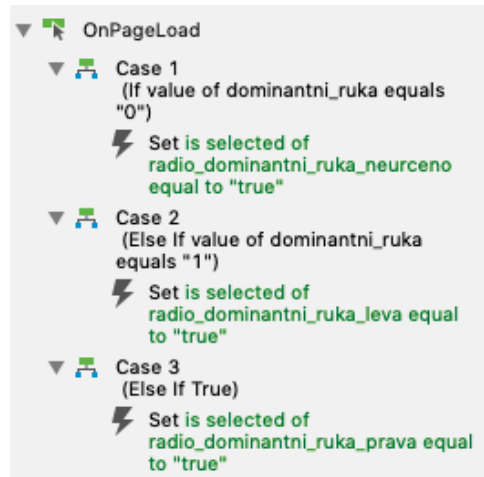 OnPageLoad
Case 1
(If value of dominantni_ruka equals
"0")
Set is selected of
radio_dominantni_ruka_neurceno
equal to "true"
Case 2
(Else If value of dominantni_ruka
equals "1")
Set is selected of
radio_dominantni_ruka_leva equal
to "true"
Case 3
(Else If True)
Set is selected of
radio_dominantni_ruka_prava equal
to "true"